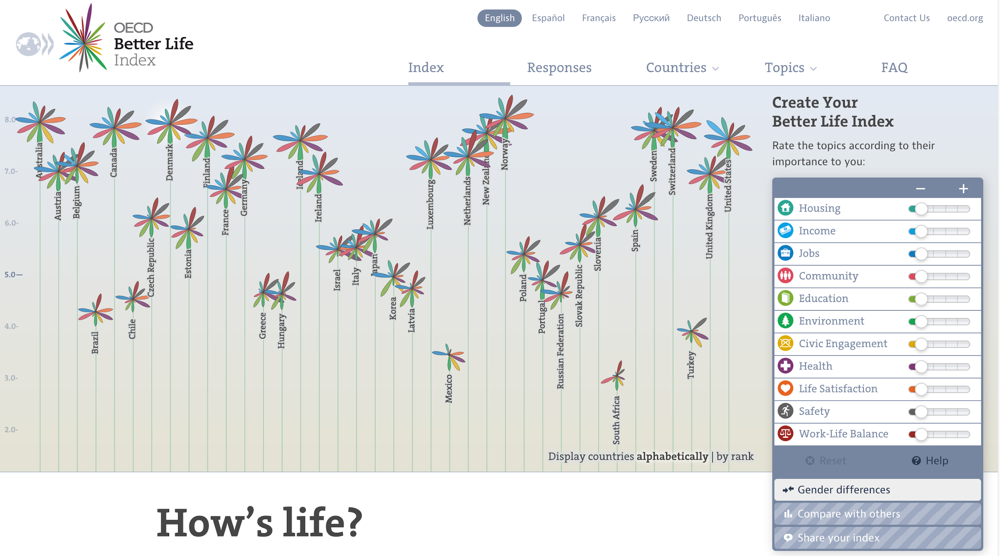 OECD
Better Life
Index
English Español Français Русский Deutsch Português Italiano Contact Us oecd.org
Index Responses Countries Topics FAQ
8.0
7.0-
6.0-
5.0—
4.0-
3.0-
2.0-
Australia
Austria
Belgium
Brazil
Canada
Chile
Czech Republic
Denmark
Estonia
Finland
France
Germany
Greece
Hungary
Iceland
Ireland
Israel
Italy
Japan
Korea
Latvia
Luxembourg
Mexico
Netherlands
New Zealand
Norway
Poland
Portugal
Russian Federation
Slovak Republic
Slovenia
South Africa
Spain
Sweden
Switzerland
Turkey
United Kingdom
United States
Display countries alphabetically | by rank
Create Your
Better Life Index
Rate the topics according to their
importance to you:
− +
Housing
Income
Jobs
Community
Education
Environment
Civic Engagement
Health
Life Satisfaction
Safety
Work-Life Balance
Reset Help
Gender differences
Compare with others
Share your index
How’s life?